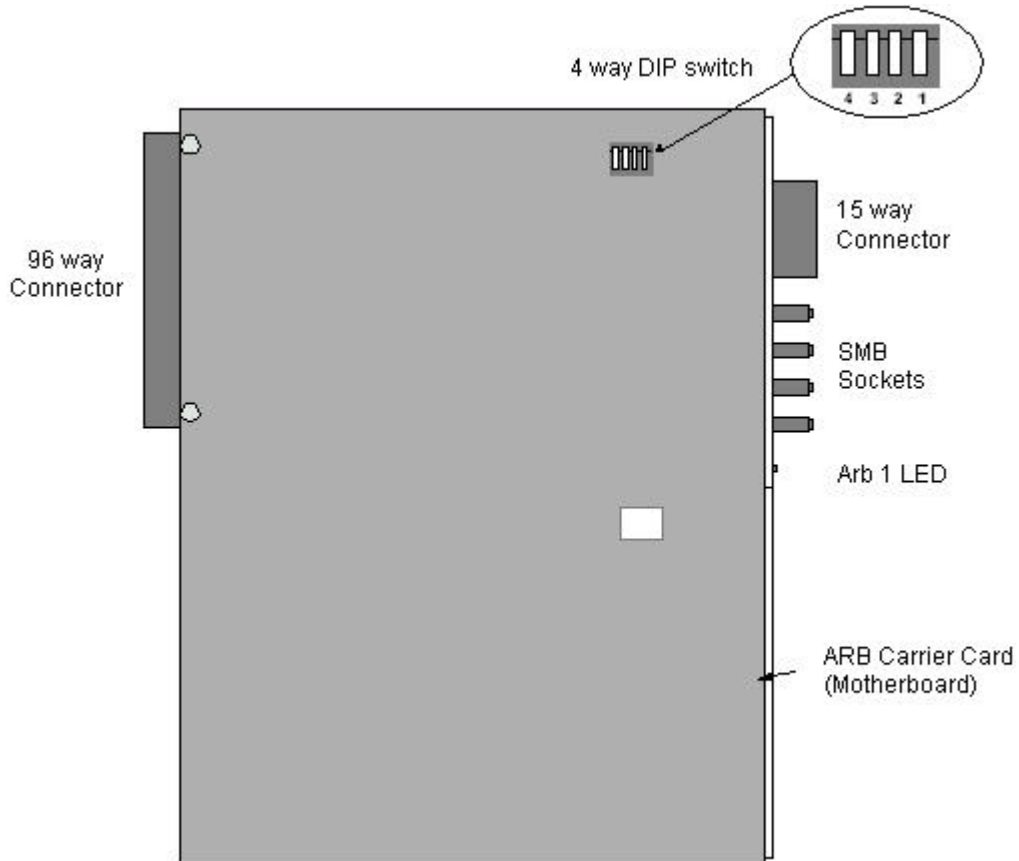 4 way DIP switch
4 3 2 1
15 way
Connector
96 way
Connector
SMB
Sockets
Arb 1 LED
ARB Carrier Card
(Motherboard)